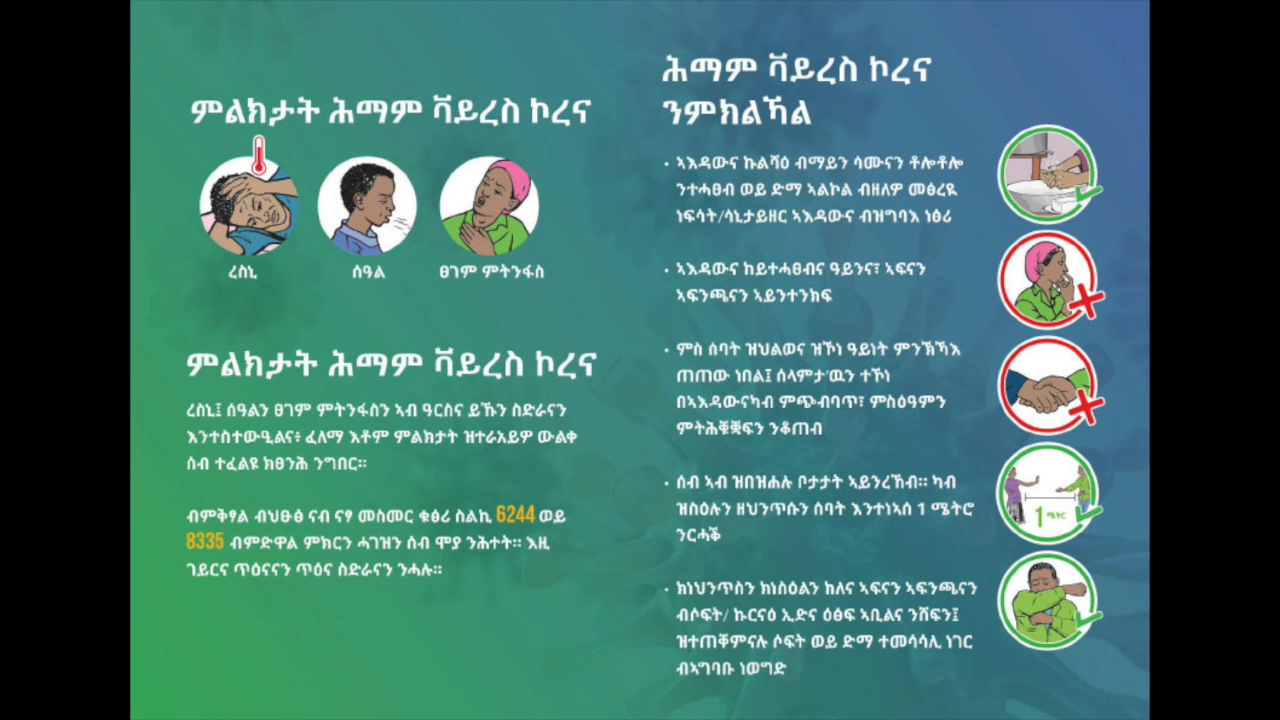 ምልክታት ሕማም ቫይረስ ኮረና
ረስኒ
ሰዓል
ፀገም ምትንፋስ
ምልክታት ሕማም ቫይረስ ኮረና
ረስኒ፤ ሰዓልን ፀገም ምትንፋስን ኣብ ዓርስና ይኹን ስድራናን
እንተስተውዒልና፥ ፈለማ እቶም ምልክታት ዝተራአይዎ ውልቀ
ሰብ ተፈልዩ ክፀንሕ ንግበር።
ብምቅፃል ብህፁፅ ናብ ናፃ መስመር ቁፅሪ ስልኪ 6244 ወይ
8335 ብምድዋል ምክርን ሓገዝን ሰብ ሞያ ንሕተት። እዚ
ገይርና ጥዕናናን ጥዕና ስድራናን ንሓሉ።
ሕማም ቫይረስ ኮረና
ንምክልኻል
· ኣእዳውና ኩልሻዕ ብማይን ሳሙናን ቶሎቶሎ
ንተሓፀብ ወይ ድማ ኣልኮል ብዘለዎ መፅረዪ
ነፍሳት/ሳኒታይዘር ኣእዳውና ብዝግባእ ነፅሪ
· ኣእዳውና ከይተሓፀብና ዓይንና፣ ኣፍናን
ኣፍንጫናን ኣይንተንክፍ
· ምስ ሰባት ዝህልወና ዝኾነ ዓይነት ምንኽኻእ
ጠጠው ነበል፤ ሰላምታ'ዉን ተኾነ
በኣእዳውናካብ ምጭብባጥ፣ ምስዕዓምን
ምትሕቁቋፍን ንቆጠብ
· ሰብ ኣብ ዝበዝሐሉ ቦታታት ኣይንረኸብ። ካብ
ዝስዕሉን ዘህንጥሱን ሰባት እንተነኣሰ 1 ሜትሮ
ንርሓቕ
1 ሜትር
· ክነህንጥስን ክነስዕልን ከለና ኣፍናን ኣፍንጫናን
ብሶፍት/ ኩርናዕ ኢድና ዕፅፍ ኣቢልና ንሸፍን፤
ዝተጠቐምናሉ ሶፍት ወይ ድማ ተመሳሳሊ ነገር
ብኣግባቡ ነወግድ